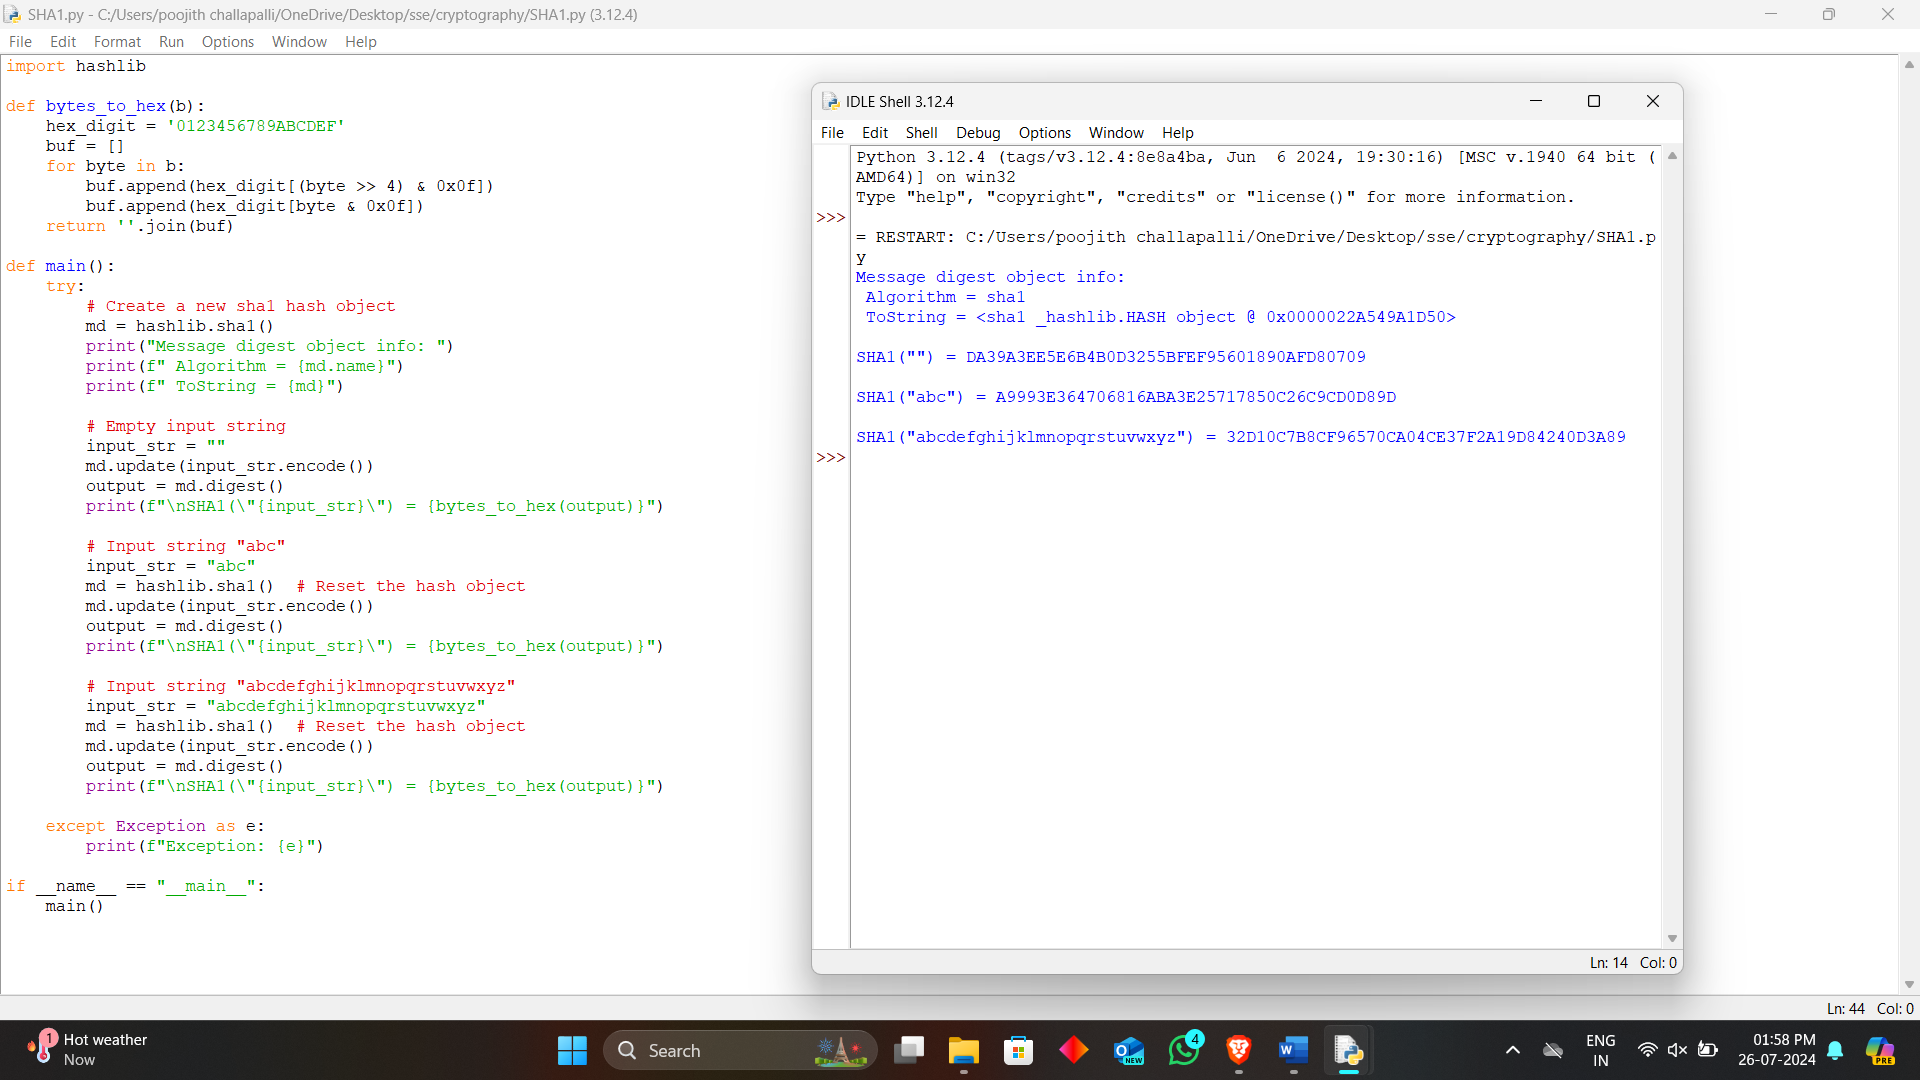 SHA1.py - C:/Users/poojith challapalli/OneDrive/Desktop/sse/cryptography/SHA1.py (3.12.4)
File Edit Format Run Options Window Help
import hashlib

def bytes_to_hex(b):
    hex_digit = '0123456789ABCDEF'
    buf = []
    for byte in b:
        buf.append(hex_digit[(byte >> 4) & 0x0f])
        buf.append(hex_digit[byte & 0x0f])
    return ''.join(buf)

def main():
    try:
        # Create a new sha1 hash object
        md = hashlib.sha1()
        print("Message digest object info: ")
        print(f" Algorithm = {md.name}")
        print(f" ToString = {md}")

        # Empty input string
        input_str = ""
        md.update(input_str.encode())
        output = md.digest()
        print(f"\nSHA1(\"{input_str}\") = {bytes_to_hex(output)}")

        # Input string "abc"
        input_str = "abc"
        md = hashlib.sha1()  # Reset the hash object
        md.update(input_str.encode())
        output = md.digest()
        print(f"\nSHA1(\"{input_str}\") = {bytes_to_hex(output)}")

        # Input string "abcdefghijklmnopqrstuvwxyz"
        input_str = "abcdefghijklmnopqrstuvwxyz"
        md = hashlib.sha1()  # Reset the hash object
        md.update(input_str.encode())
        output = md.digest()
        print(f"\nSHA1(\"{input_str}\") = {bytes_to_hex(output)}")

    except Exception as e:
        print(f"Exception: {e}")

if __name__ == "__main__":
    main()
IDLE Shell 3.12.4
File Edit Shell Debug Options Window Help
Python 3.12.4 (tags/v3.12.4:8e8a4ba, Jun  6 2024, 19:30:16) [MSC v.1940 64 bit (
AMD64)] on win32
Type "help", "copyright", "credits" or "license()" for more information.
>>>
= RESTART: C:/Users/poojith challapalli/OneDrive/Desktop/sse/cryptography/SHA1.p
y
Message digest object info:
 Algorithm = sha1
 ToString = <sha1 _hashlib.HASH object @ 0x0000022A549A1D50>

SHA1("") = DA39A3EE5E6B4B0D3255BFEF95601890AFD80709

SHA1("abc") = A9993E364706816ABA3E25717850C26C9CD0D89D

SHA1("abcdefghijklmnopqrstuvwxyz") = 32D10C7B8CF96570CA04CE37F2A19D84240D3A89
>>>
Ln: 14 Col: 0
Ln: 44 Col: 0
1
Hot weather
Now
Search
NEW
4
W
ENG
IN
01:58 PM
26-07-2024
PRE